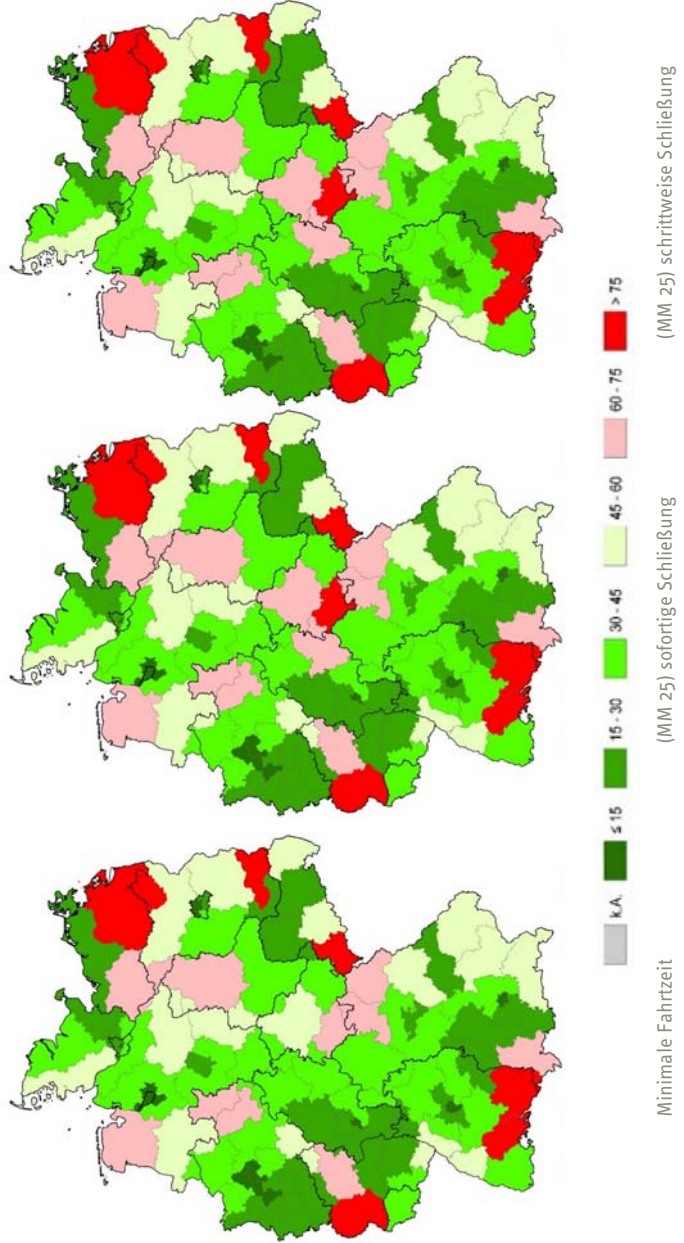 Minimale Fahrtzeit
(MM 25) sofortige Schließung
(MM 25) schrittweise Schließung
k.A.
≤ 15
15 - 30
30 - 45
45 - 60
60 - 75
> 75